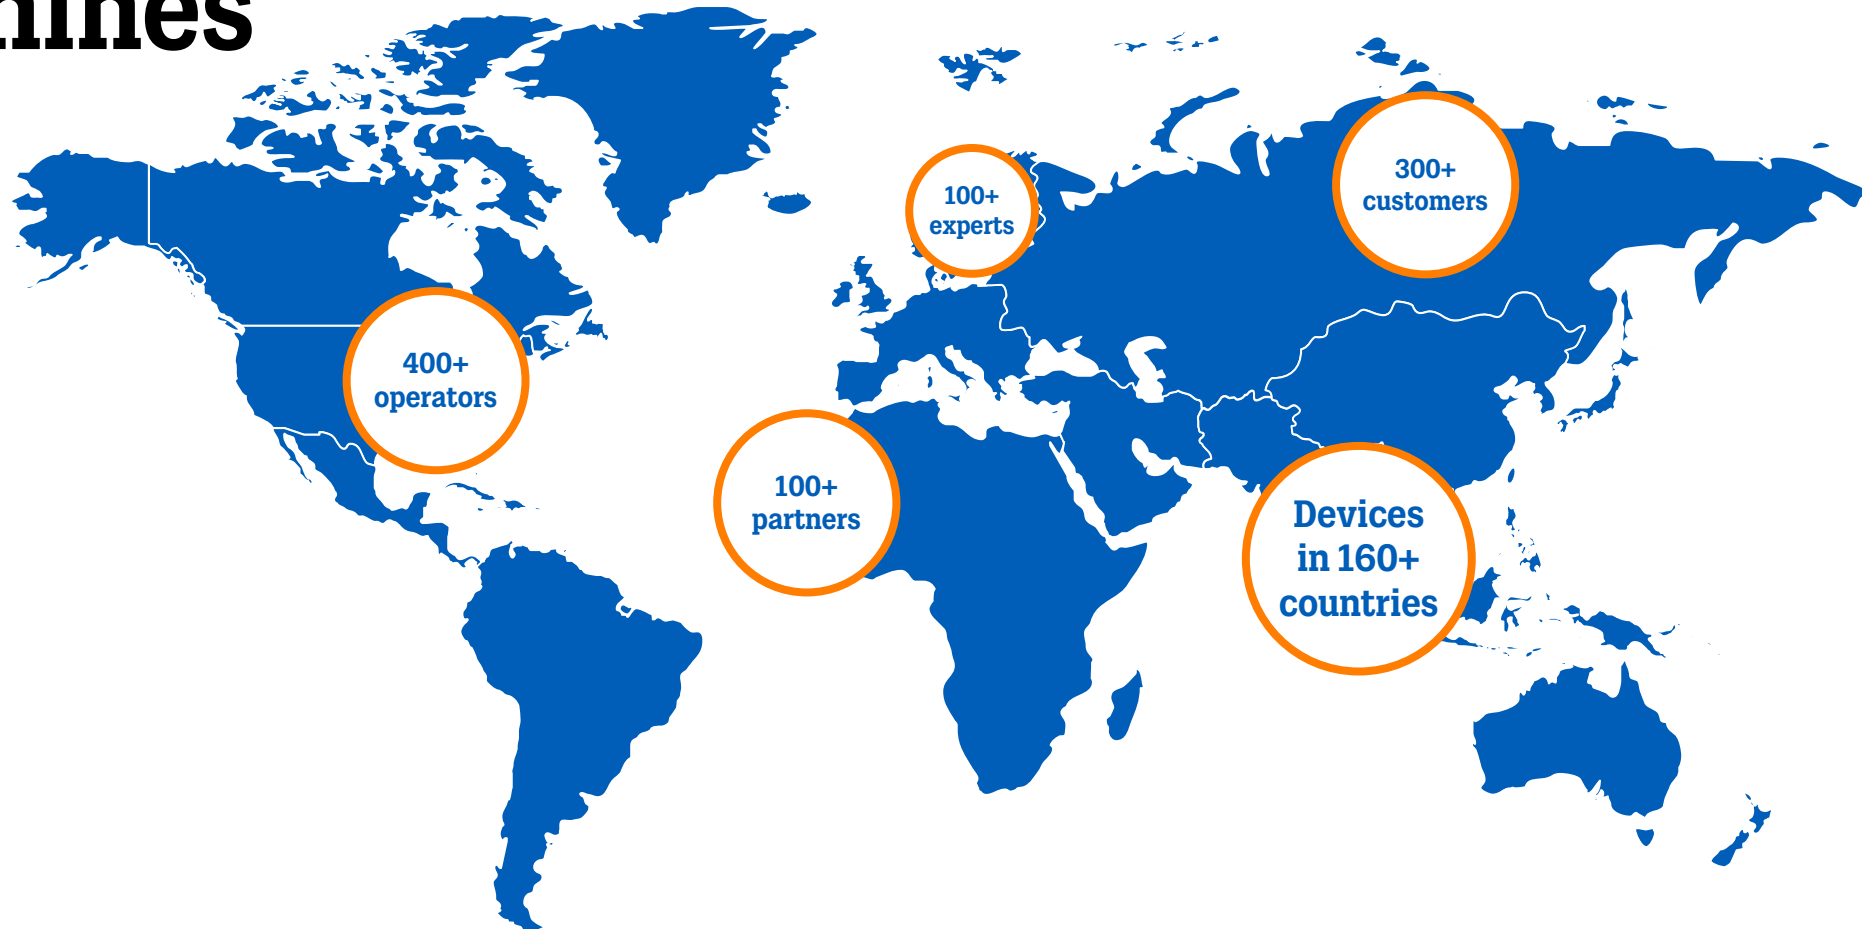 100+
experts
300+
customers
400+
operators
100+
partners
Devices
in 160+
countries